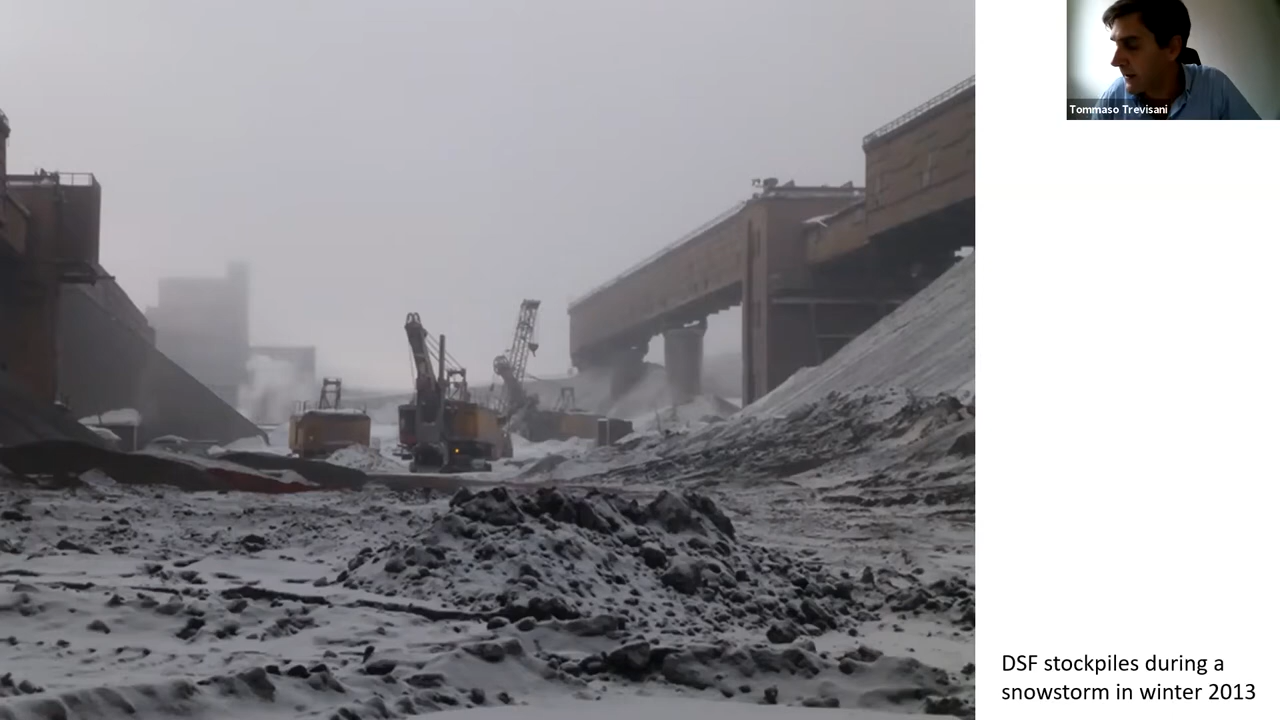 Tommaso Trevisani
DSF stockpiles during a
snowstorm in winter 2013